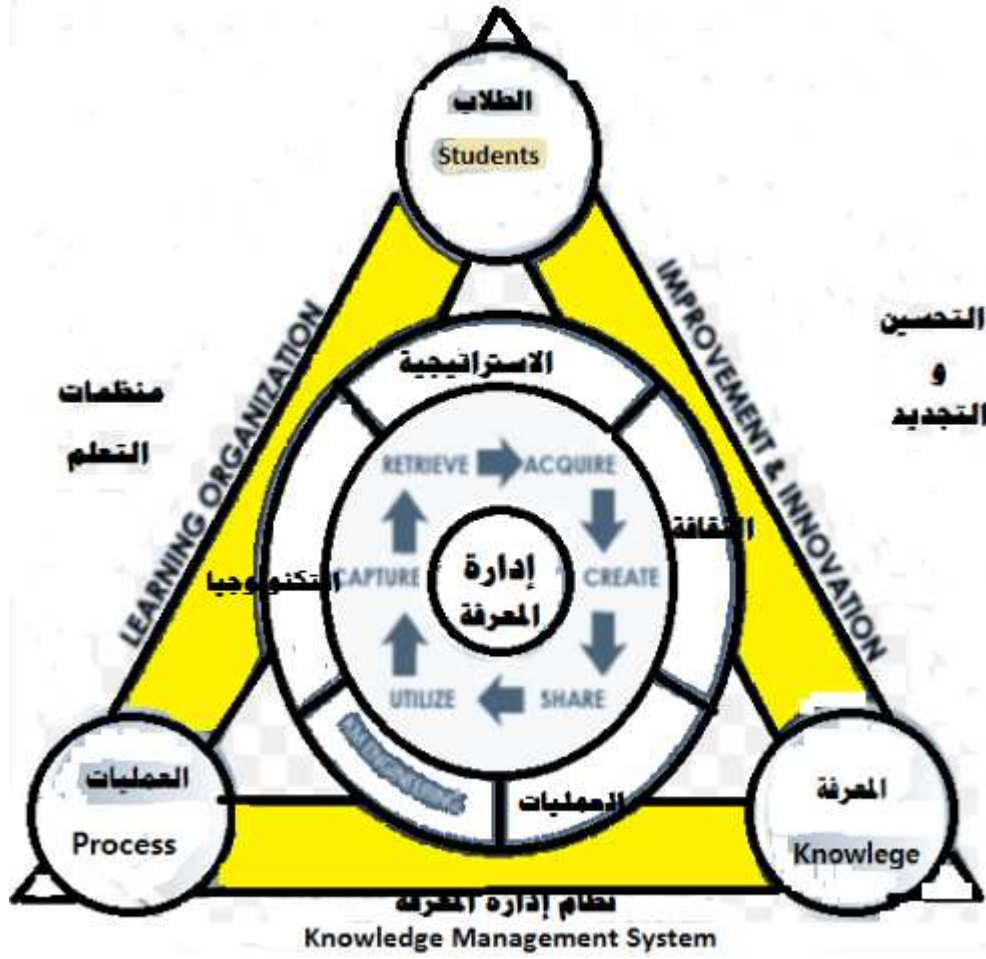 الطلاب
Students
LEARNING ORGANIZATION
IMPROVEMENT & INNOVATION
منظمات
التعلم
التحسين
و
التجديد
الاستراتيجية
الثقافة
التكنولوجيا
العمليات
RETRIEVE
ACQUIRE
CAPTURE
CREATE
UTILIZE
SHARE
إدارة
المعرفة
العمليات
Process
المعرفة
Knowlege
نظام إدارة المعرفة
Knowledge Management System